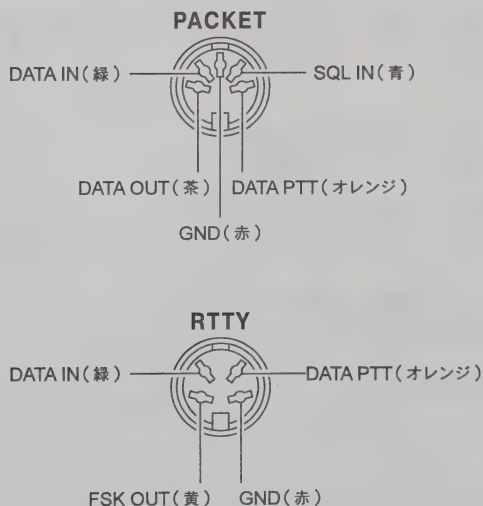 PACKET
DATA IN(緑)
SQL IN(青)
DATA OUT(茶)
DATA PTT(オレンジ)
GND(赤)
RTTY
DATA IN(緑)
DATA PTT(オレンジ)
FSK OUT(黄)
GND(赤)